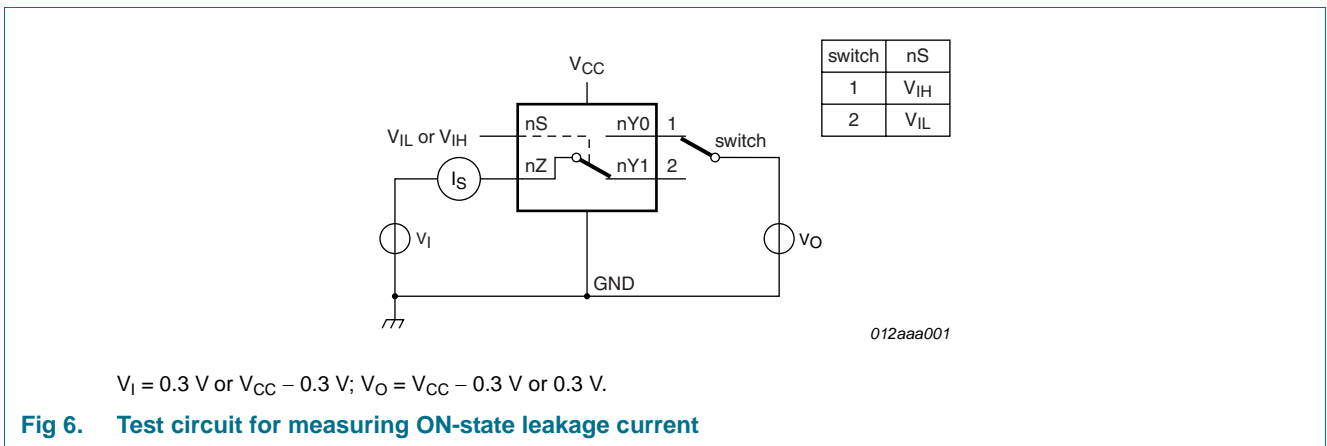 switch nS
1 VIH
2 VIL
VCC
VIL or VIH
nS
nY0
1
switch
nZ
nY1
2
IS
VI
VO
GND
012aaa001
VI = 0.3 V or VCC − 0.3 V; VO = VCC − 0.3 V or 0.3 V.
Fig 6. Test circuit for measuring ON-state leakage current